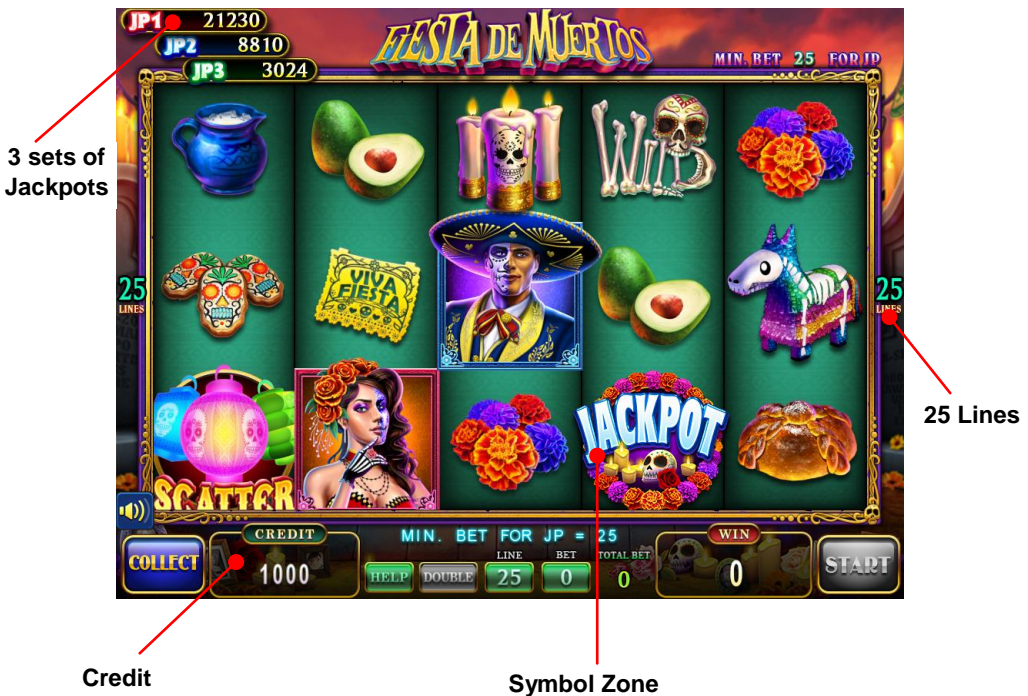 JP1 21230
JP2 8810
JP3 3024
FIESTA DE MUERTOS
MIN. BET 25 FOR JP
3 sets of
Jackpots
WILD
VIVA
FIESTA
25
LINES
25
LINES
25 Lines
JACKPOT
SCATTER
CREDIT
MIN. BET FOR JP = 25
WIN
COLLECT
1000
HELP
DOUBLE
LINE
25
BET
0
TOTAL BET
0
0
START
Credit
Symbol Zone